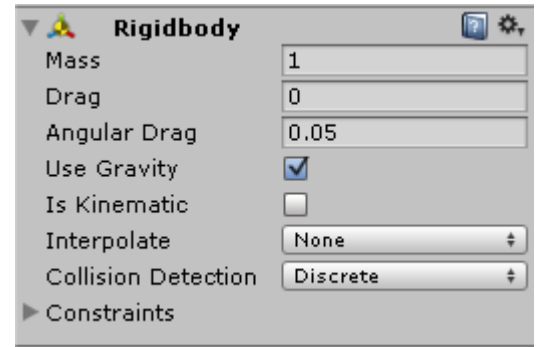 Rigidbody
Mass 1
Drag 0
Angular Drag 0.05
Use Gravity
Is Kinematic
Interpolate None
Collision Detection Discrete
Constraints